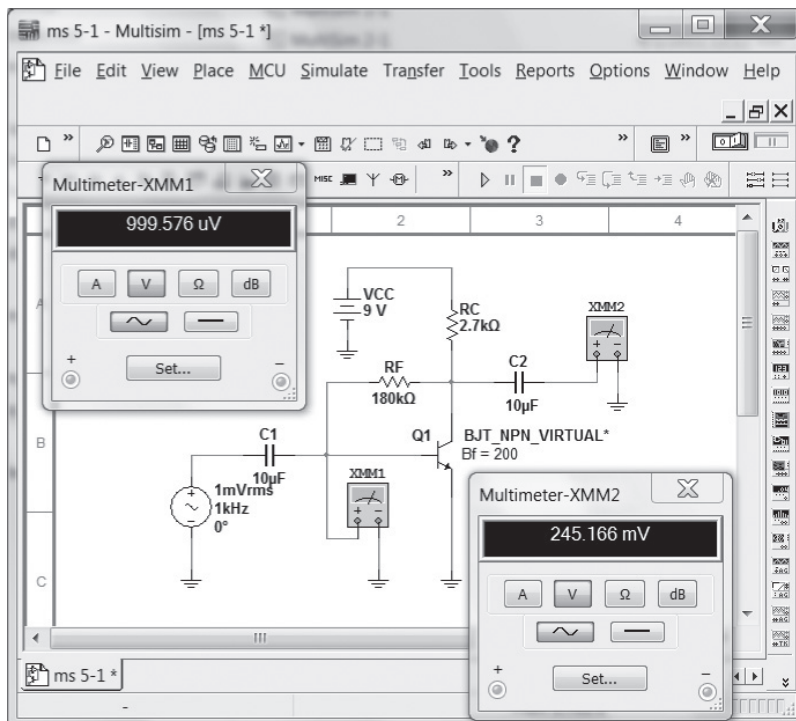 ms 5-1 - Multisim - [ms 5-1 *]
File Edit View Place MCU Simulate Transfer Tools Reports Options Window Help
Multimeter-XMM1
999.576 uV
A V Ω dB
+ -
Set...
MISC
2 3 4
VCC
9 V
RC
2.7kΩ
XMM2
RF
180kΩ
C2
10µF
B
C1
10µF
Q1
BJT_NPN_VIRTUAL*
Bf = 200
XMM1
1mVrms
1kHz
0°
C
Multimeter-XMM2
245.166 mV
A V Ω dB
+ -
Set...
ms 5-1 *